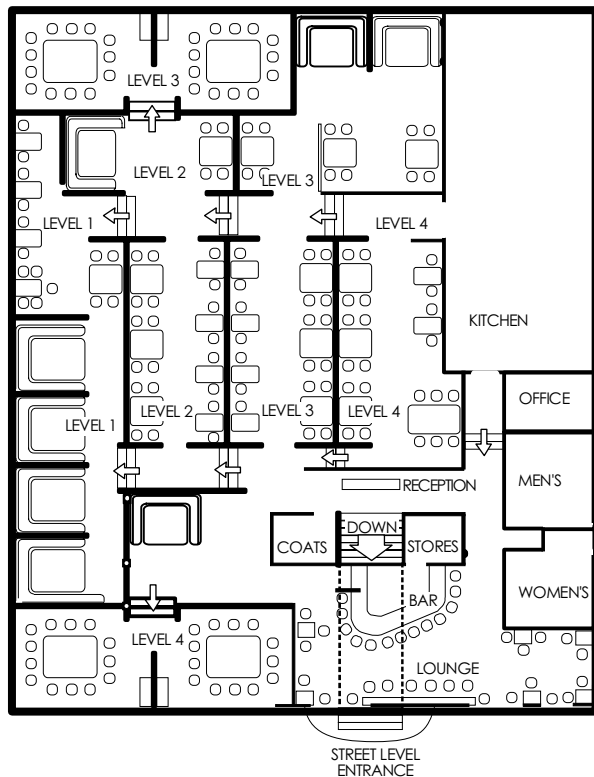 LEVEL 3
LEVEL 2
LEVEL 3
LEVEL 1
LEVEL 4
KITCHEN
OFFICE
LEVEL 1
LEVEL 2
LEVEL 3
LEVEL 4
MEN'S
RECEPTION
DOWN
COATS
STORES
WOMEN'S
BAR
LEVEL 4
LOUNGE
STREET LEVEL
ENTRANCE